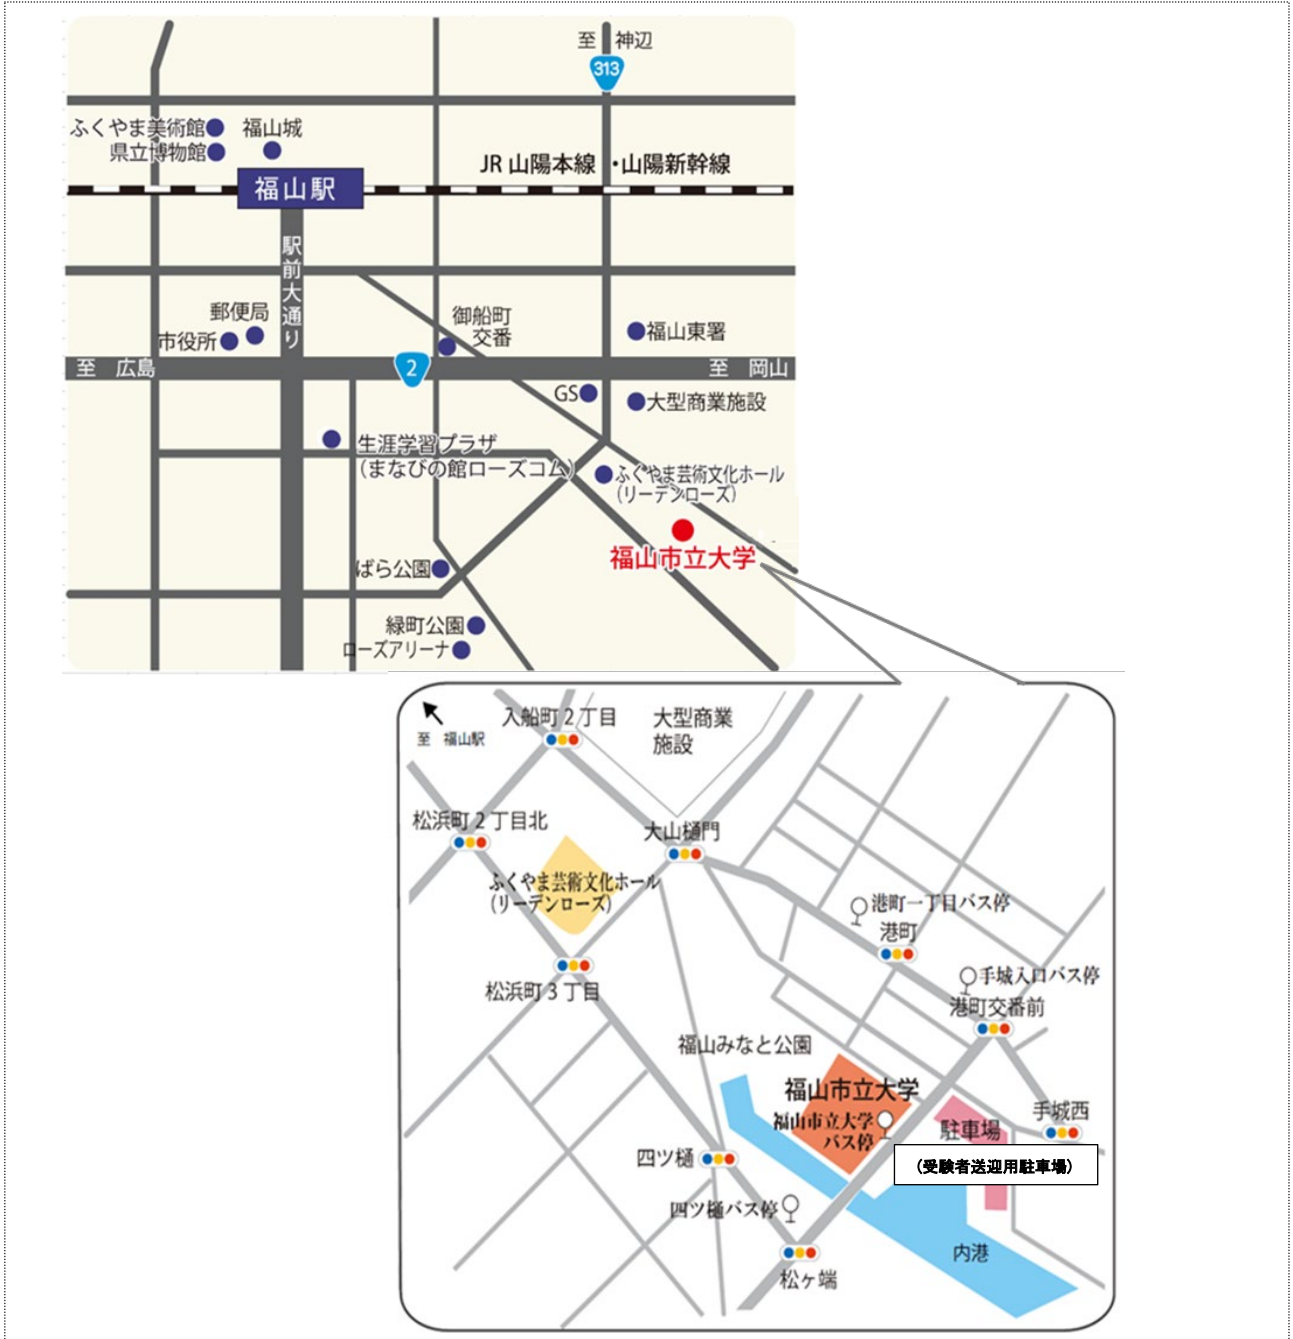 至 神辺
313
ふくやま美術館
福山城
県立博物館
JR 山陽本線・山陽新幹線
福山駅
駅前大通り
郵便局
市役所
御船町
交番
福山東署
至 広島
2
至 岡山
GS
大型商業施設
生涯学習プラザ
(まなびの館ローズコム)
ふくやま芸術文化ホール
(リーデンローズ)
福山市立大学
ばら公園
緑町公園
ローズアリーナ
至 福山駅
入船町2丁目
大型商業
施設
松浜町2丁目北
大山樋門
ふくやま芸術文化ホール
(リーデンローズ)
港町一丁目バス停
港町
松浜町3丁目
手城入口バス停
港町交番前
福山みなと公園
福山市立大学
福山市立大学
バス停
駐車場
手城西
(受験者送迎用駐車場)
四ツ樋
四ツ樋バス停
内港
松ヶ端